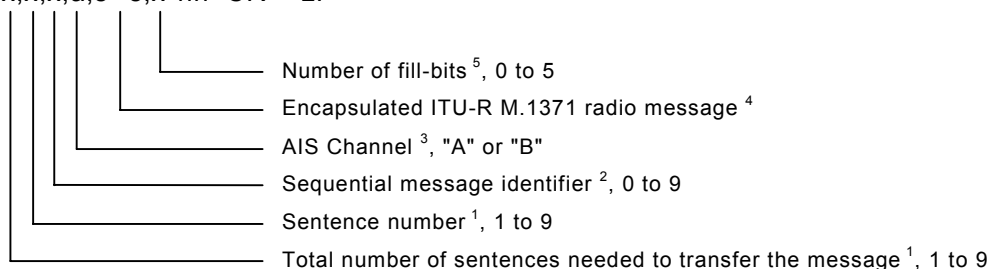 Number of fill-bits ⁵, 0 to 5
Encapsulated ITU-R M.1371 radio message ⁴
AIS Channel ³, "A" or "B"
Sequential message identifier ², 0 to 9
Sentence number ¹, 1 to 9
Total number of sentences needed to transfer the message ¹, 1 to 9